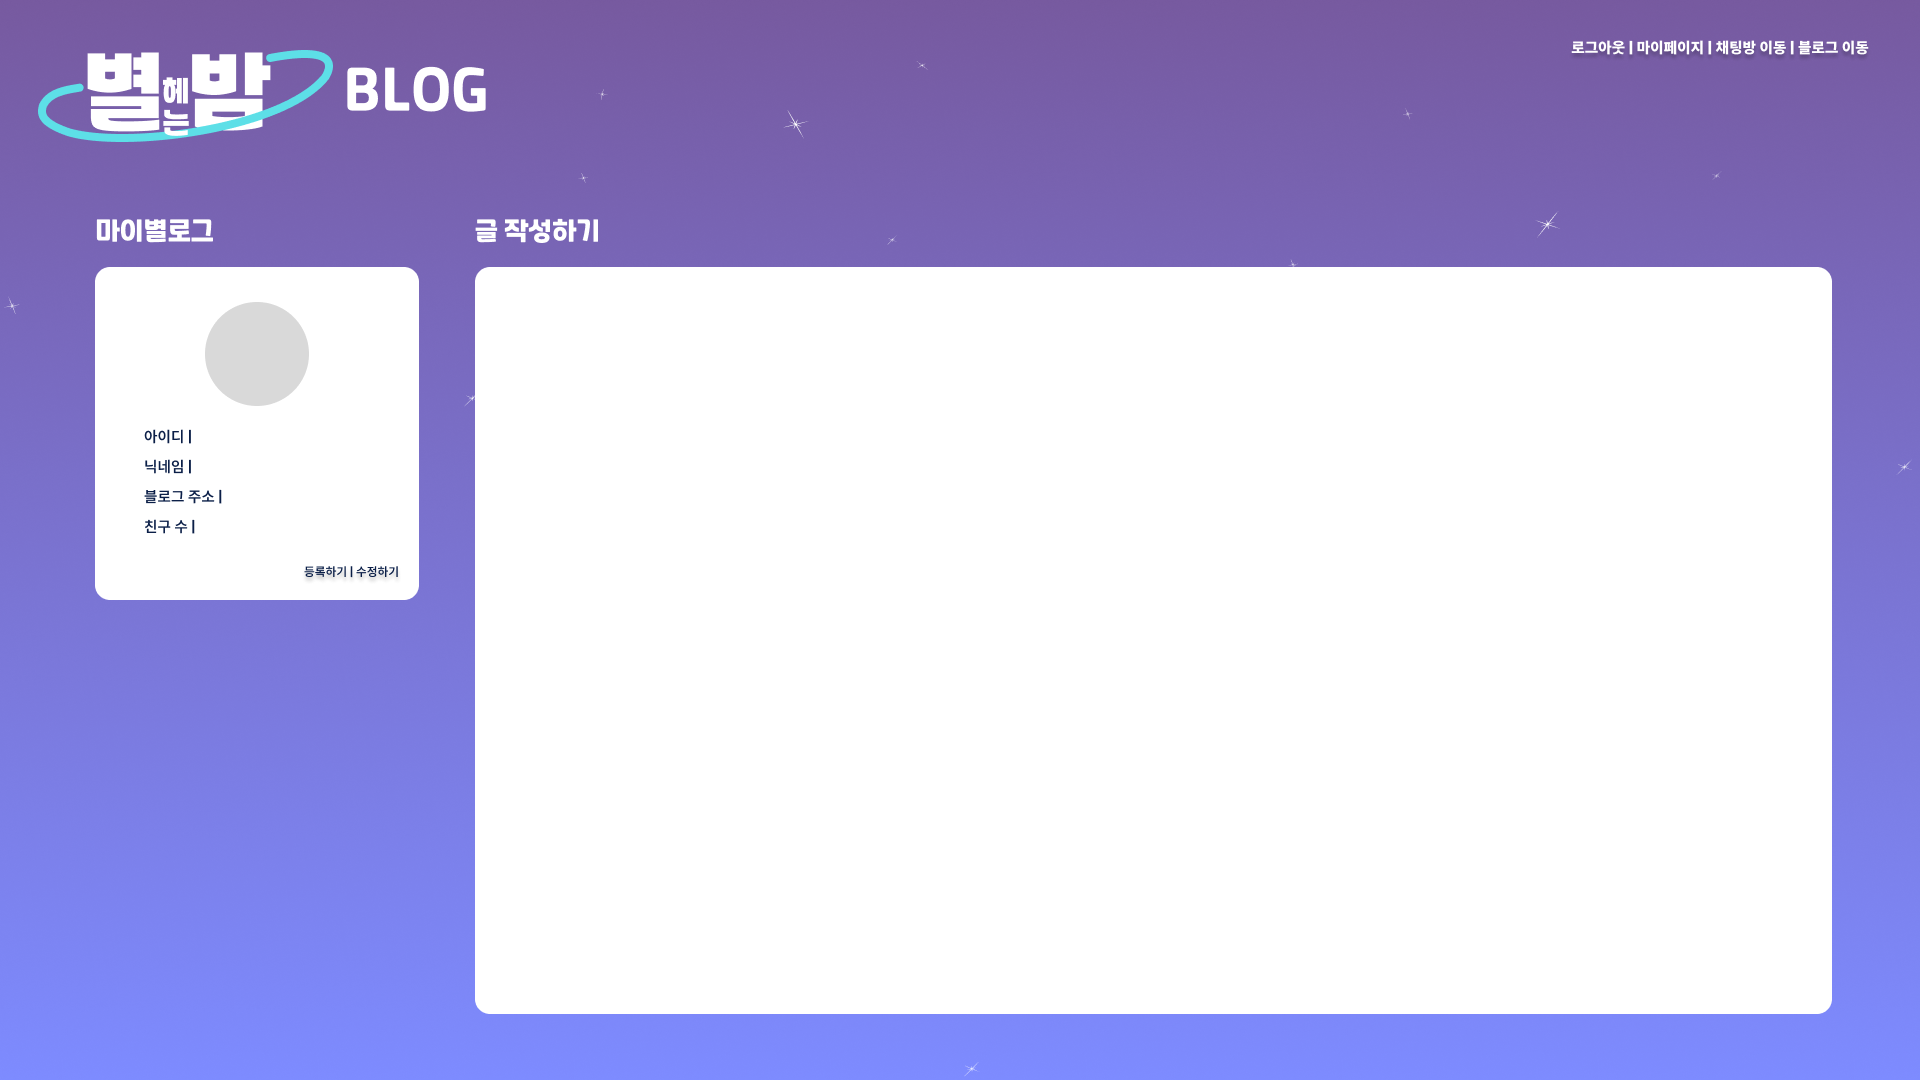 별 헤는 밤 BLOG
로그아웃 | 마이페이지 | 채팅방 이동 | 블로그 이동
마이별로그
글 작성하기
아이디 |
닉네임 |
블로그 주소 |
친구 수 |
등록하기 | 수정하기